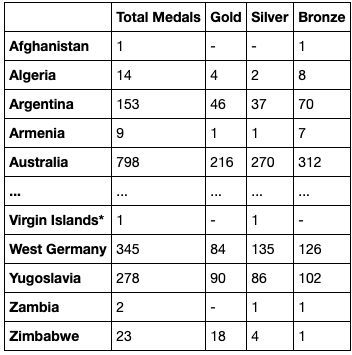 Total Medals Gold Silver Bronze
Afghanistan 1 - - 1
Algeria 14 4 2 8
Argentina 153 46 37 70
Armenia 9 1 1 7
Australia 798 216 270 312
... ... ... ... ...
Virgin Islands* 1 - 1 -
West Germany 345 84 135 126
Yugoslavia 278 90 86 102
Zambia 2 - 1 1
Zimbabwe 23 18 4 1